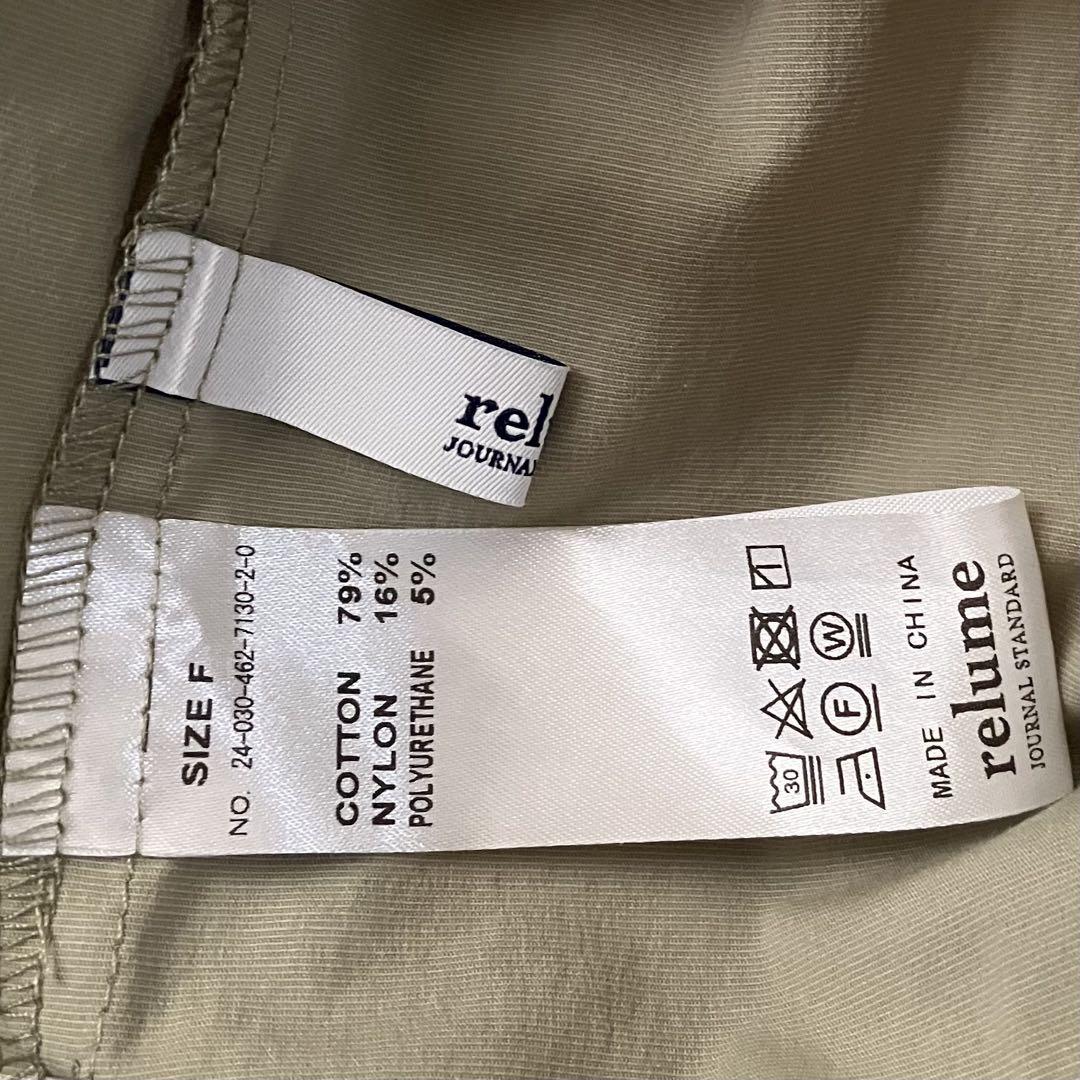 rel
JOURNA
SIZE F
NO. 24-030-462-7130-2-0
COTTON 79%
NYLON 16%
POLYURETHANE 5%
30
F
W
MADE IN CHINA
relume
JOURNAL STANDARD